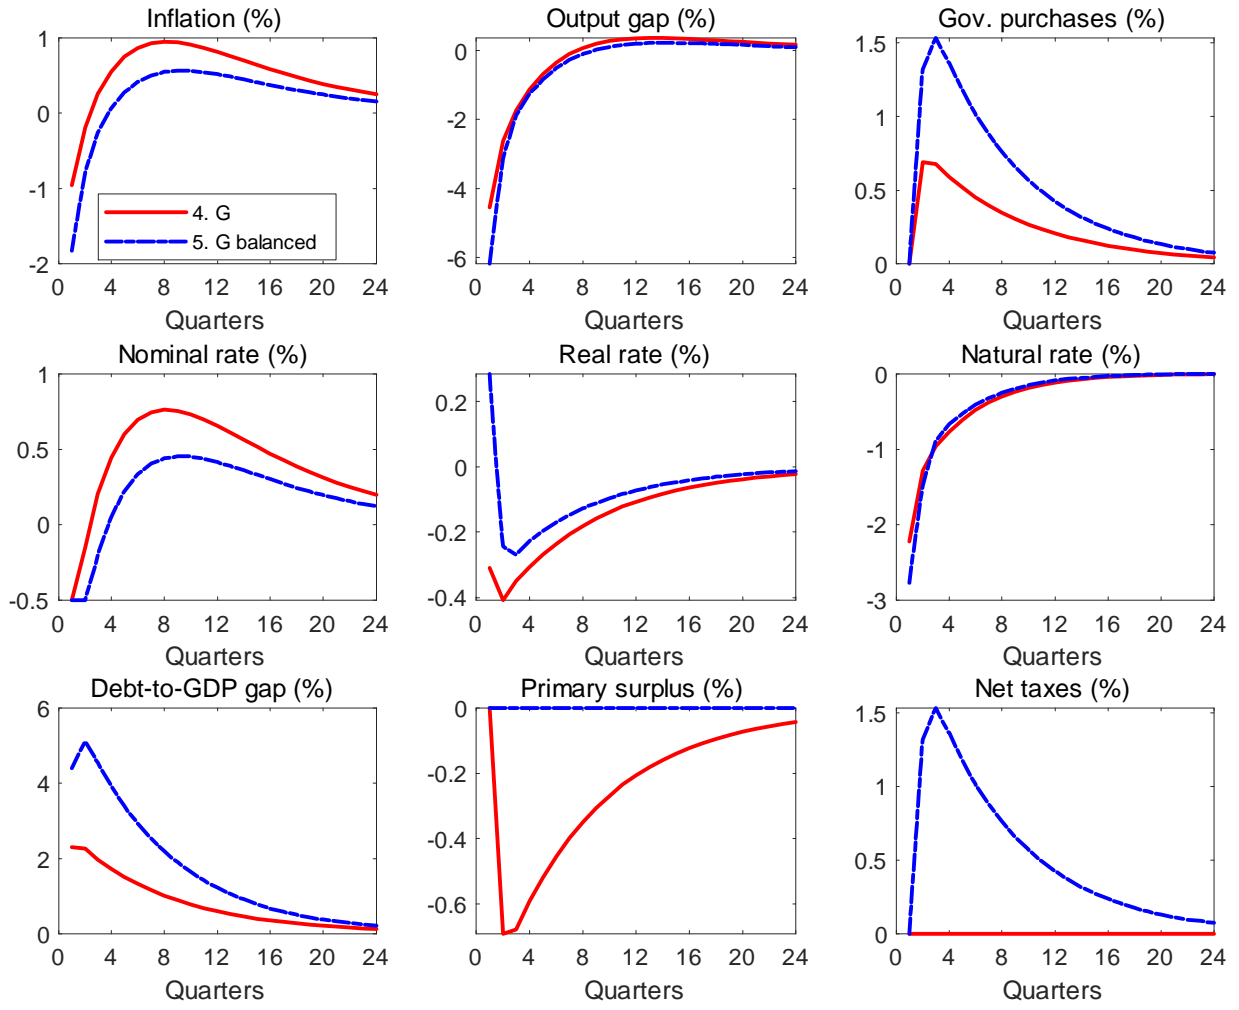 Inflation (%)
1
0
-1
-2
4. G
5. G balanced
0 4 8 12 16 20 24
Quarters
Output gap (%)
0
-2
-4
-6
0 4 8 12 16 20 24
Quarters
Gov. purchases (%)
1.5
1
0.5
0
0 4 8 12 16 20 24
Quarters
Nominal rate (%)
1
0.5
0
-0.5
0 4 8 12 16 20 24
Quarters
Real rate (%)
0.2
0
-0.2
-0.4
0 4 8 12 16 20 24
Quarters
Natural rate (%)
0
-1
-2
-3
0 4 8 12 16 20 24
Quarters
Debt-to-GDP gap (%)
6
4
2
0
0 4 8 12 16 20 24
Quarters
Primary surplus (%)
0
-0.2
-0.4
-0.6
0 4 8 12 16 20 24
Quarters
Net taxes (%)
1.5
1
0.5
0
0 4 8 12 16 20 24
Quarters